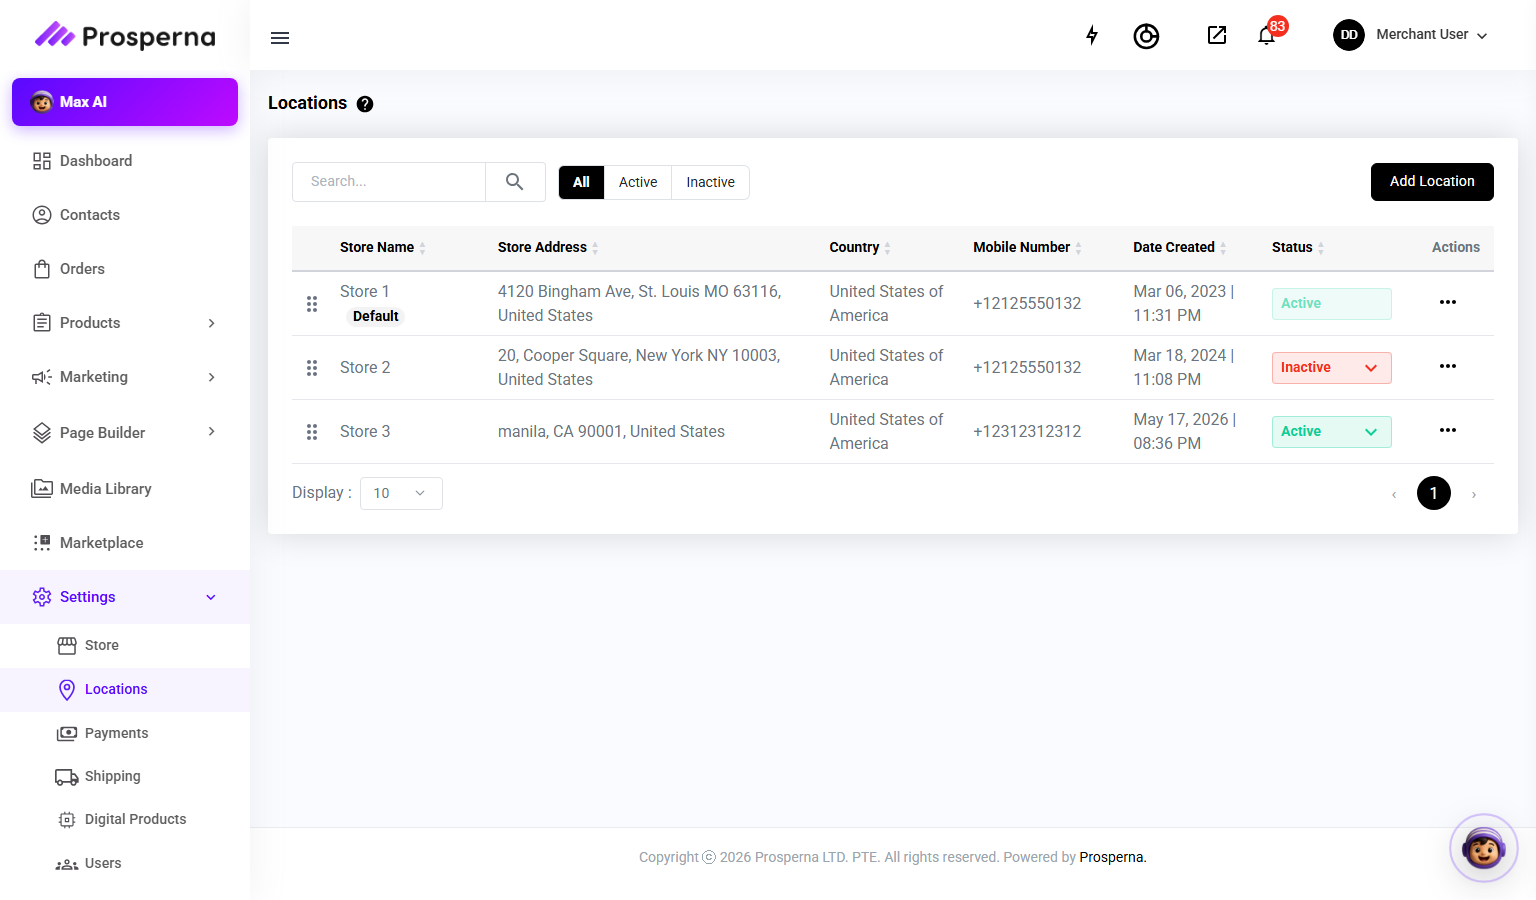 Prosperna
83
DD
Merchant User
Max AI
Dashboard
Contacts
Orders
Products
Marketing
Page Builder
Media Library
Marketplace
Settings
Store
Locations
Payments
Shipping
Digital Products
Users
Locations ?
Search...
All Active Inactive
Add Location
Store Name Store Address Country Mobile Number Date Created Status Actions
Store 1
Default
4120 Bingham Ave, St. Louis MO 63116,
United States
United States of
America
+12125550132
Mar 06, 2023 |
11:31 PM
Active
Store 2
20, Cooper Square, New York NY 10003,
United States
United States of
America
+12125550132
Mar 18, 2024 |
11:08 PM
Inactive
Store 3
manila, CA 90001, United States
United States of
America
+12312312312
May 17, 2026 |
08:36 PM
Active
Display : 10
‹ 1 ›
Copyright © 2026 Prosperna LTD. PTE. All rights reserved. Powered by Prosperna.